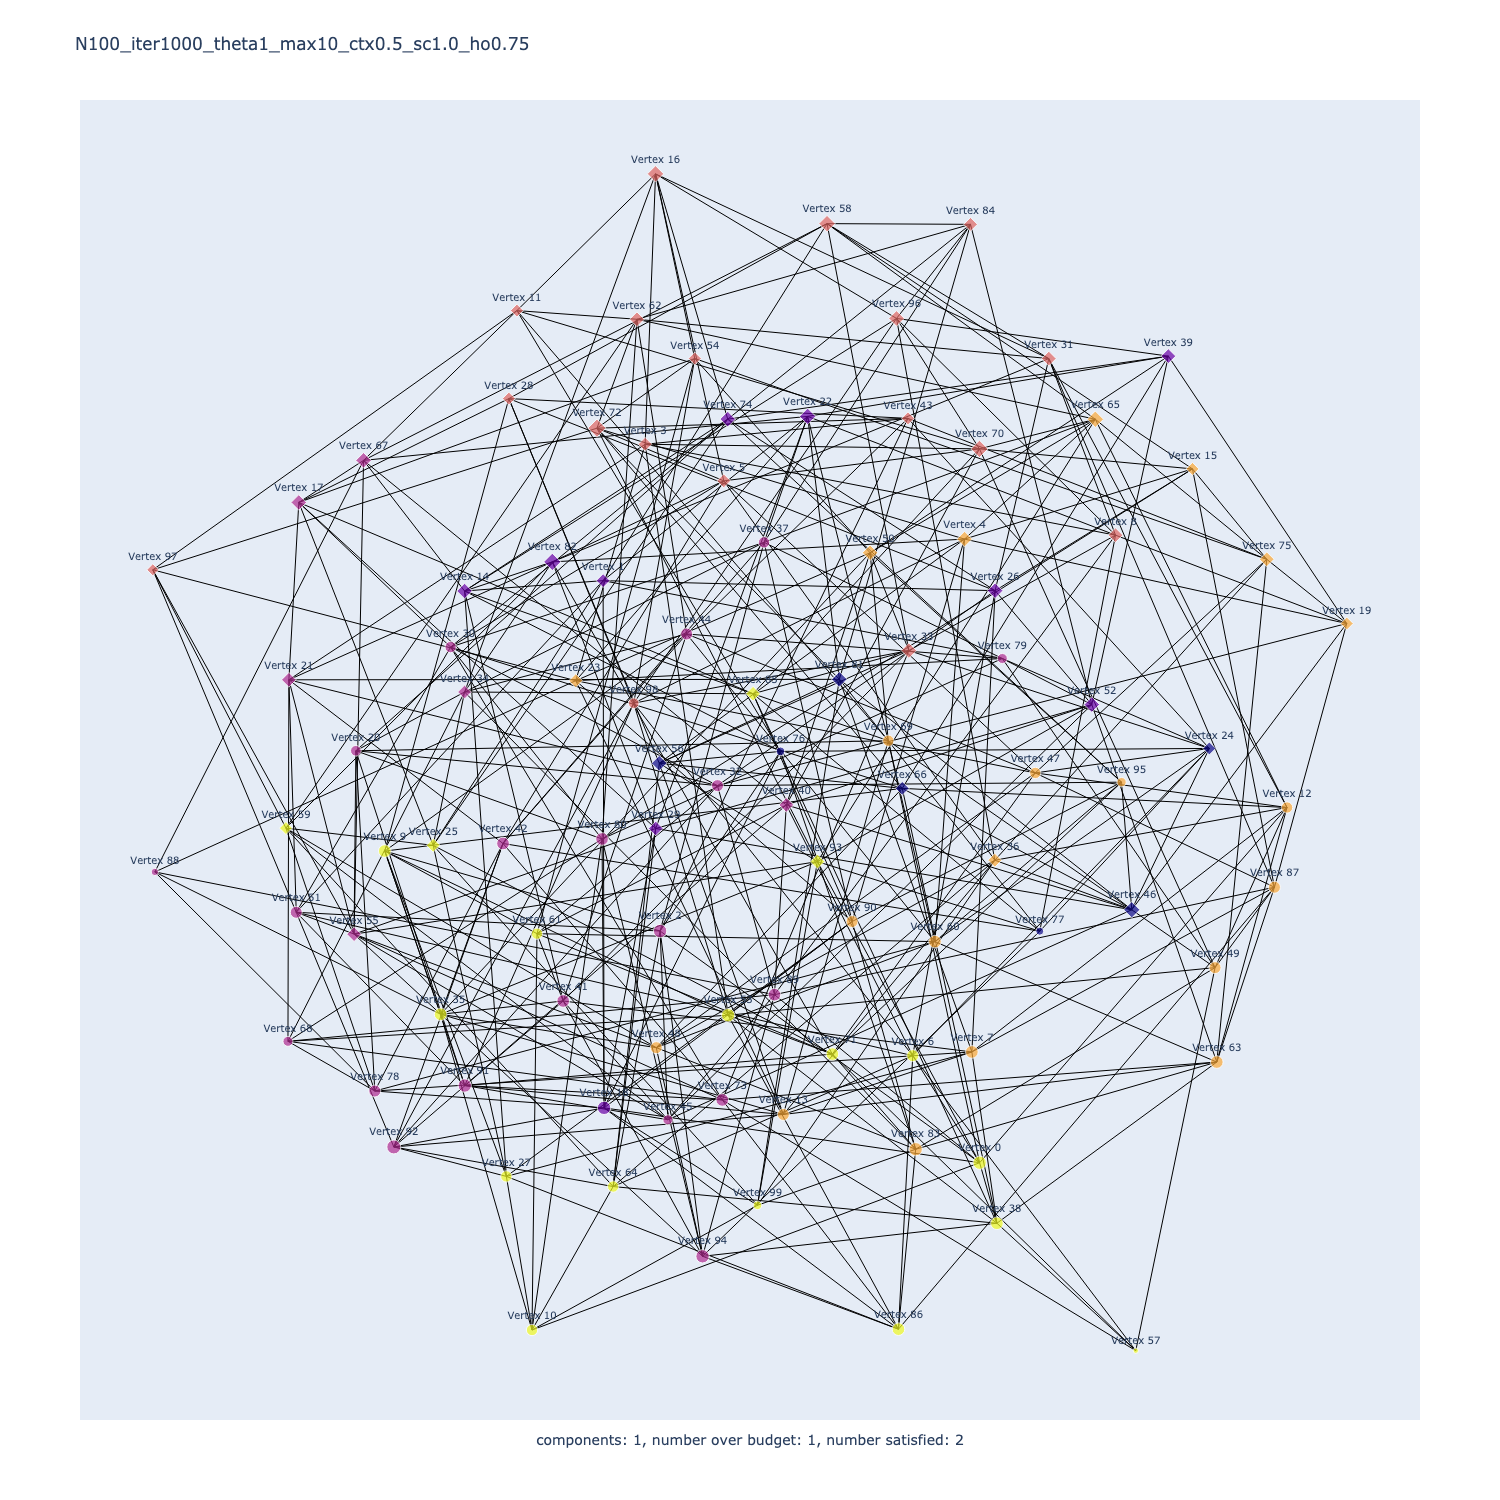 N100_iter1000_theta1_max10_ctx0.5_sc1.0_ho0.75
Vertex 16
Vertex 58
Vertex 84
Vertex 11
Vertex 62
Vertex 96
Vertex 54
Vertex 31
Vertex 39
Vertex 28
Vertex 72
Vertex 74
Vertex 22
Vertex 43
Vertex 65
Vertex 3
Vertex 70
Vertex 67
Vertex 15
Vertex 5
Vertex 17
Vertex 37
Vertex 4
Vertex 50
Vertex 8
Vertex 75
Vertex 97
Vertex 82
Vertex 1
Vertex 14
Vertex 26
Vertex 19
Vertex 44
Vertex 30
Vertex 33
Vertex 79
Vertex 21
Vertex 23
Vertex 34
Vertex 98
Vertex 52
Vertex 20
Vertex 76
Vertex 69
Vertex 24
Vertex 56
Vertex 47
Vertex 95
Vertex 32
Vertex 66
Vertex 40
Vertex 12
Vertex 59
Vertex 9
Vertex 25
Vertex 42
Vertex 29
Vertex 80
Vertex 93
Vertex 36
Vertex 88
Vertex 87
Vertex 51
Vertex 46
Vertex 55
Vertex 61
Vertex 2
Vertex 90
Vertex 60
Vertex 77
Vertex 49
Vertex 41
Vertex 35
Vertex 68
Vertex 48
Vertex 6
Vertex 7
Vertex 63
Vertex 78
Vertex 91
Vertex 73
Vertex 45
Vertex 13
Vertex 92
Vertex 83
Vertex 0
Vertex 27
Vertex 64
Vertex 99
Vertex 38
Vertex 94
Vertex 10
Vertex 86
Vertex 57
components: 1, number over budget: 1, number satisfied: 2